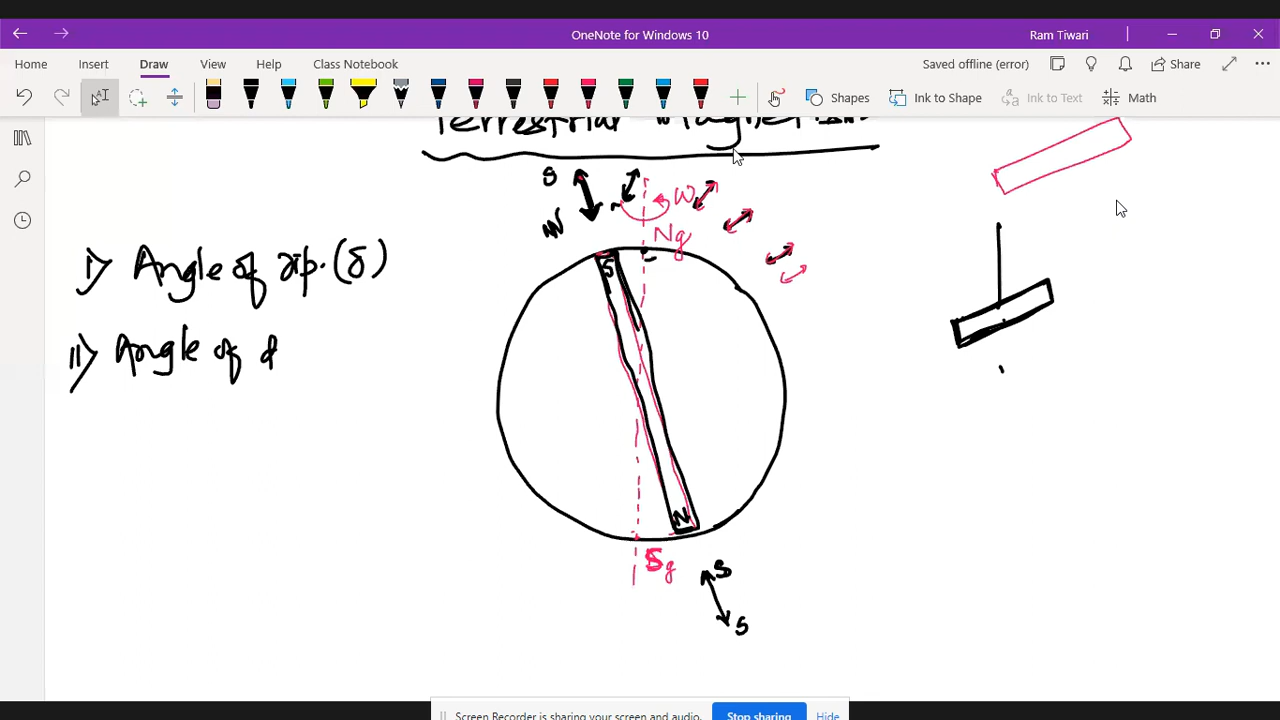 OneNote for Windows 10
Ram Tiwari
Home Insert Draw View Help Class Notebook
Saved offline (error)
Share
Shapes
Ink to Shape
Ink to Text
Math
Terrestrial Magnetism
S
N
W
Ng
i) Angle of dip. (δ)
S
ii) Angle of d
N
Sg
S
S
Screen Recorder is sharing your screen and audio.
Stop sharing
Hide